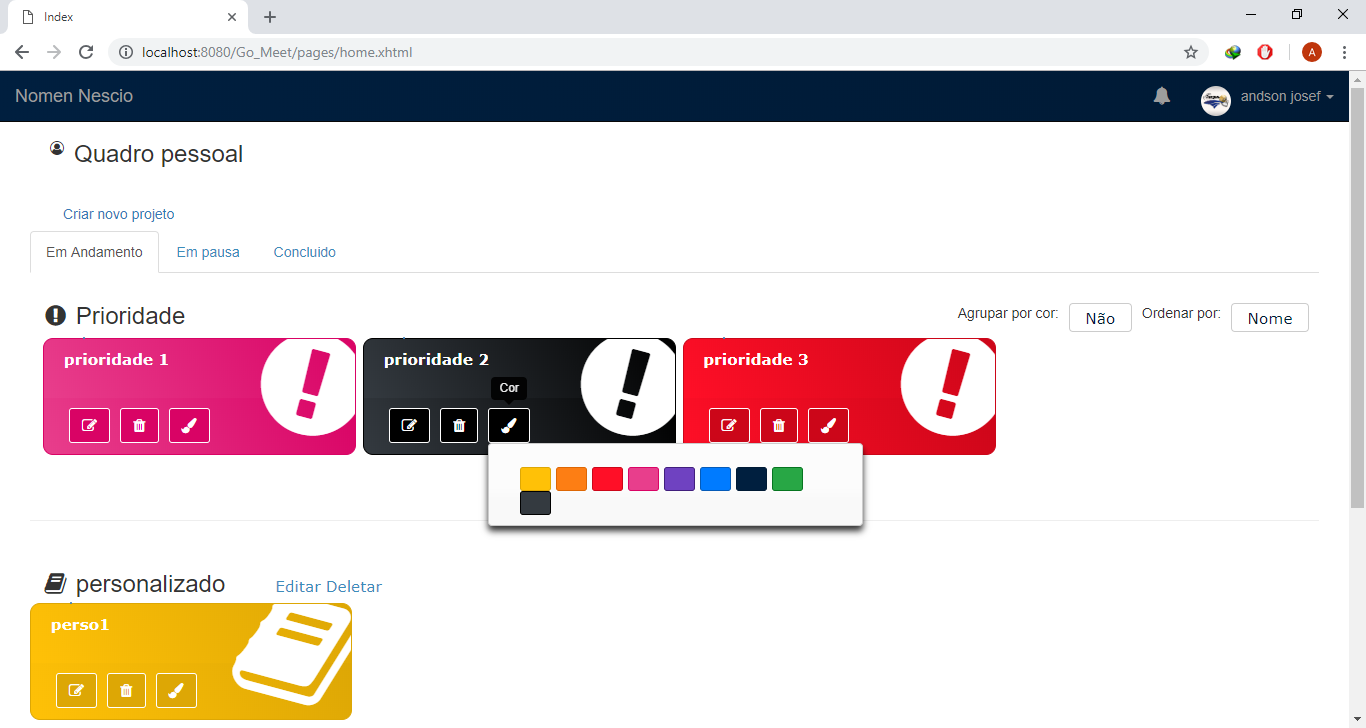 Index
localhost:8080/Go_Meet/pages/home.xhtml
A
Nomen Nescio
andson josef
Quadro pessoal
Criar novo projeto
Em Andamento Em pausa Concluido
Prioridade
Agrupar por cor: Não Ordenar por: Nome
prioridade 1
prioridade 2
prioridade 3
Cor
personalizado Editar Deletar
perso1